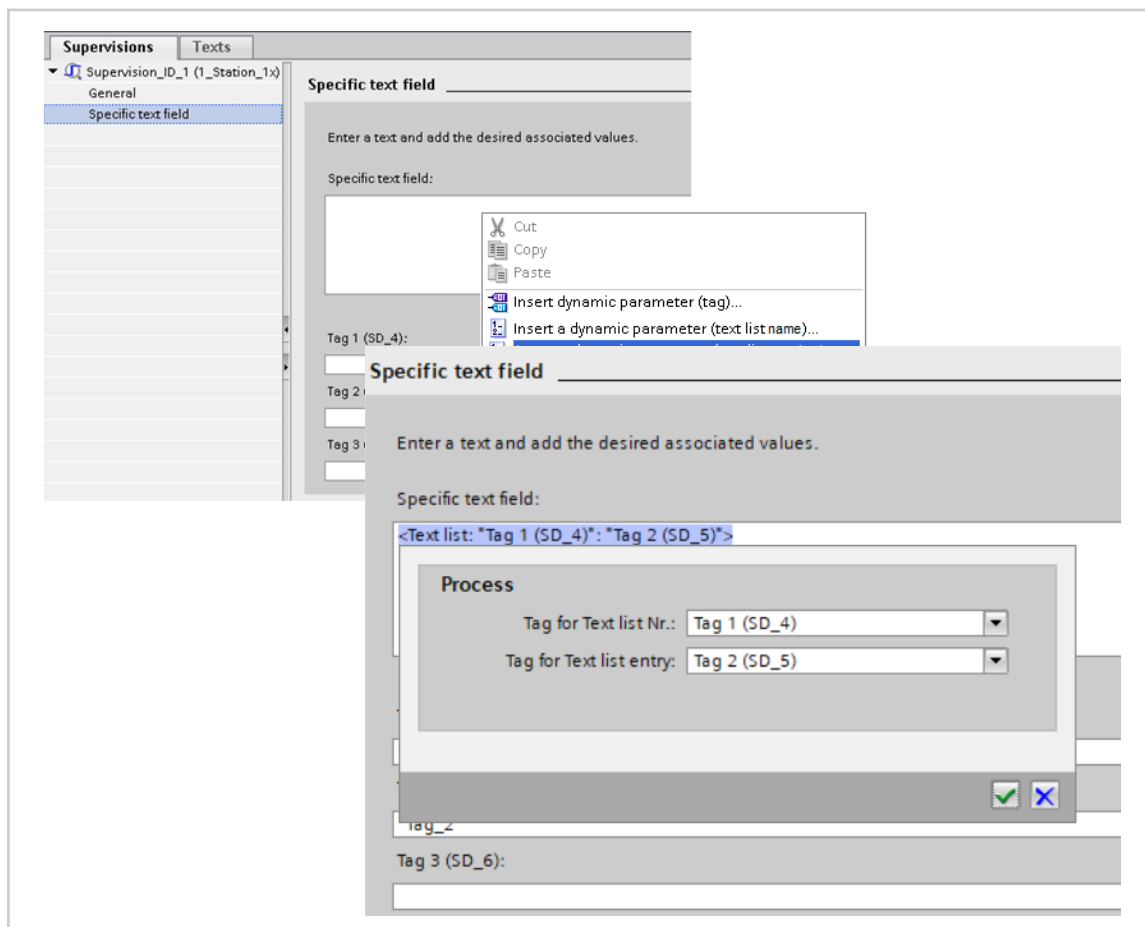 Supervisions Texts
Supervision_ID_1 (1_Station_1x)
General
Specific text field
Specific text field
Enter a text and add the desired associated values.
Specific text field:
Cut
Copy
Paste
Insert dynamic parameter (tag)...
Insert a dynamic parameter (text list name)...
Tag 1 (SD_4):
Tag 2
Tag 3
Specific text field
Enter a text and add the desired associated values.
Specific text field:
<Text list: "Tag 1 (SD_4)": "Tag 2 (SD_5)">
Process
Tag for Text list Nr.: Tag 1 (SD_4)
Tag for Text list entry: Tag 2 (SD_5)
Tag_2
Tag 3 (SD_6):